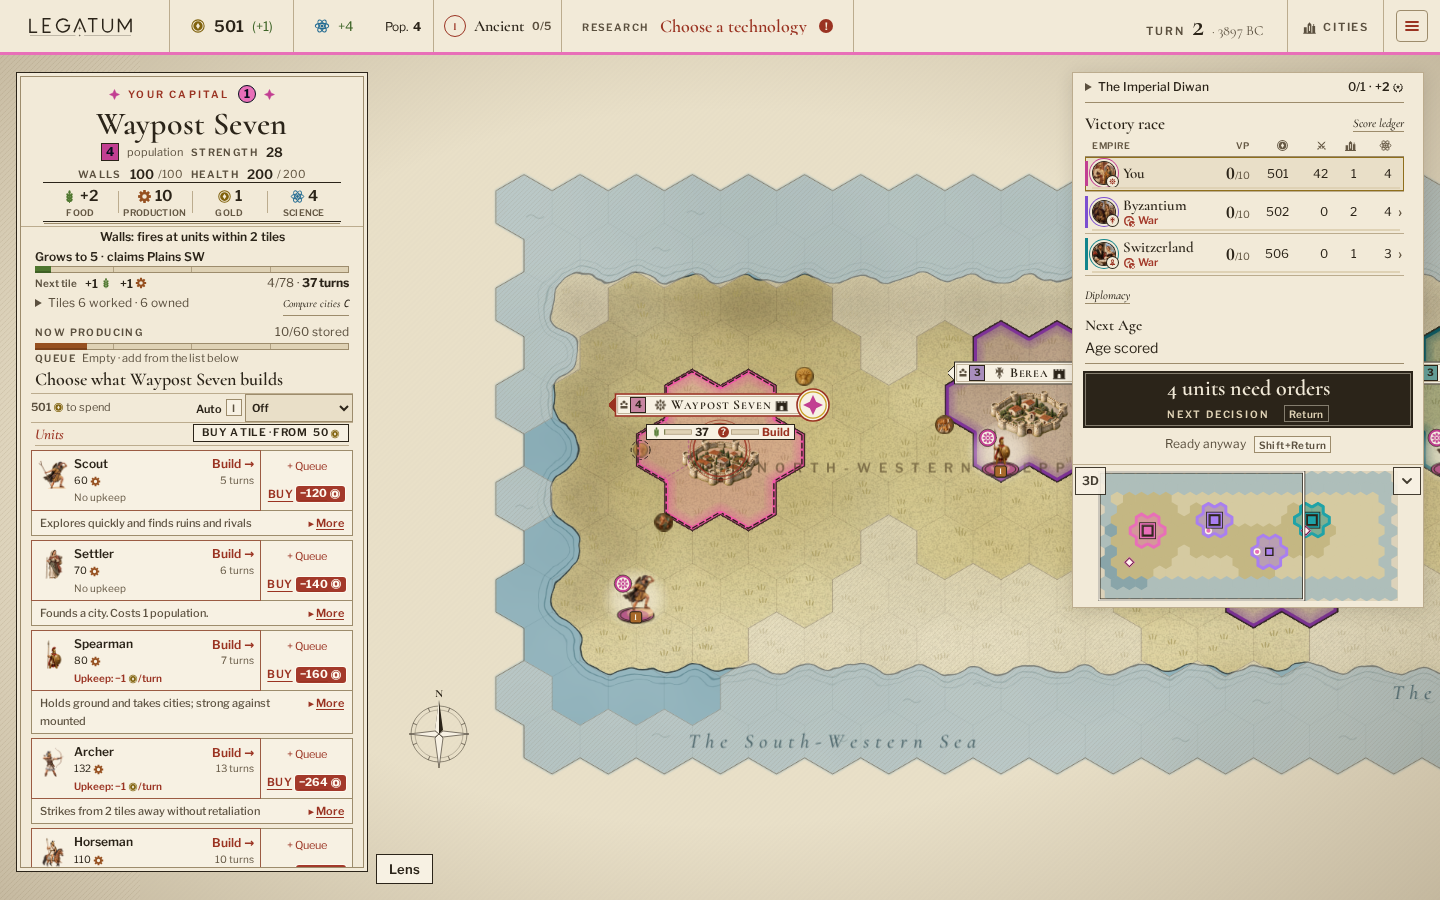 LEGATUM
501 (+1)
+4
Pop. 4
I Ancient 0/5
RESEARCH Choose a technology !
TURN 2 · 3897 BC
CITIES
YOUR CAPITAL 1
Waypost Seven
4 population STRENGTH 28
WALLS 100 /100 HEALTH 200 / 200
+2 10 1 4
FOOD PRODUCTION GOLD SCIENCE
Walls: fires at units within 2 tiles
Grows to 5 · claims Plains SW
Next tile +1 +1 4/78 · 37 turns
Tiles 6 worked · 6 owned Compare cities C
NOW PRODUCING 10/60 stored
QUEUE Empty · add from the list below
Choose what Waypost Seven builds
501 to spend Auto I Off
Units BUY A TILE · FROM 50
Scout Build → + Queue
60 5 turns
No upkeep BUY −120
Explores quickly and finds ruins and rivals ▸ More
Settler Build → + Queue
70 6 turns
No upkeep BUY −140
Founds a city. Costs 1 population. ▸ More
Spearman Build → + Queue
80 7 turns
Upkeep: −1 /turn BUY −160
Holds ground and takes cities; strong against ▸ More
mounted
Archer Build → + Queue
132 13 turns
Upkeep: −1 /turn BUY −264
Strikes from 2 tiles away without retaliation ▸ More
Horseman Build → + Queue
110 10 turns
Lens
N
4 WAYPOST SEVEN
37 ? Build
3 BEREA
NORTH-WESTERN
I
I
The South-Western Sea
The
3
The Imperial Diwan 0/1 · +2
Victory race Score ledger
EMPIRE VP
You 0/10 501 42 1 4
Byzantium 0/10 502 0 2 4 ›
War
Switzerland 0/10 506 0 1 3 ›
War
Diplomacy
Next Age
Age scored
4 units need orders
NEXT DECISION Return
Ready anyway Shift+Return
3D